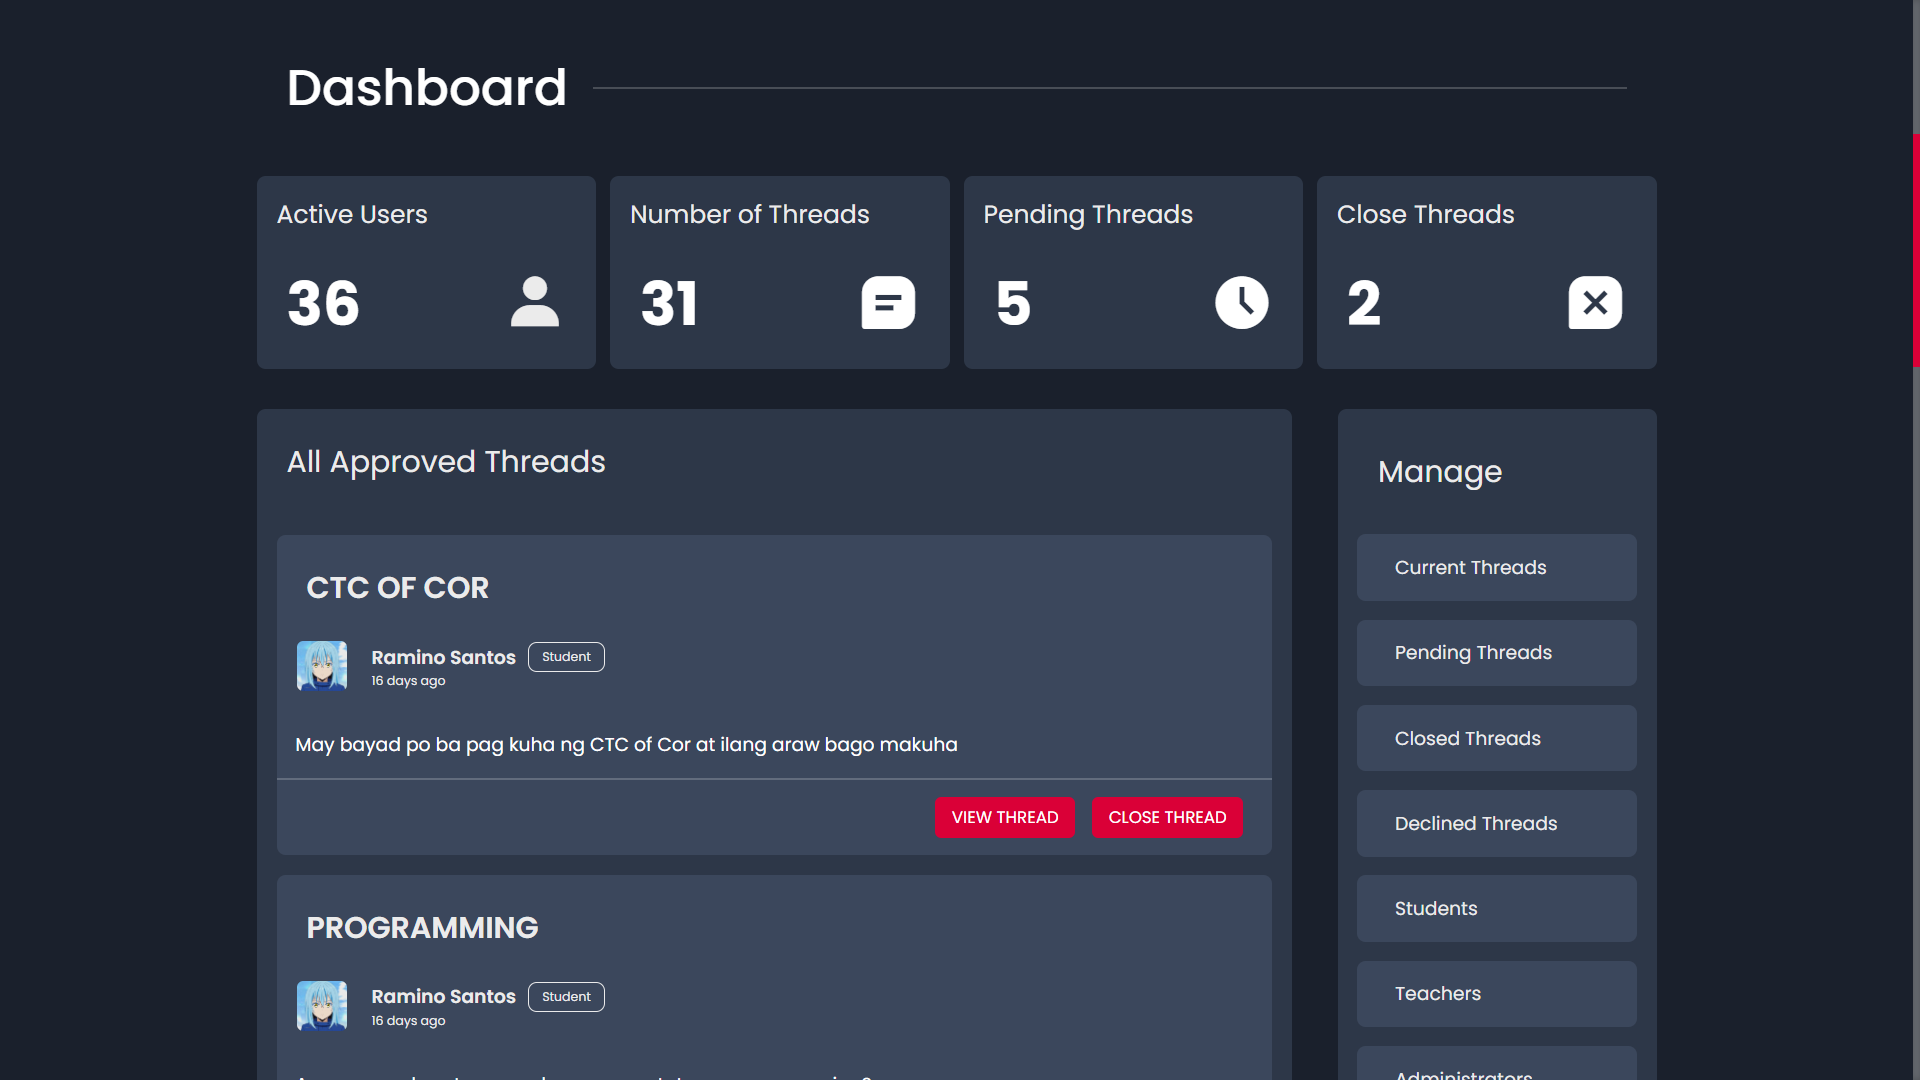 Dashboard
Active Users
36
Number of Threads
31
Pending Threads
5
Close Threads
2
All Approved Threads
CTC OF COR
Ramino Santos Student
16 days ago
May bayad po ba pag kuha ng CTC of Cor at ilang araw bago makuha
VIEW THREAD CLOSE THREAD
PROGRAMMING
Ramino Santos Student
16 days ago
Manage
Current Threads
Pending Threads
Closed Threads
Declined Threads
Students
Teachers
Administrators